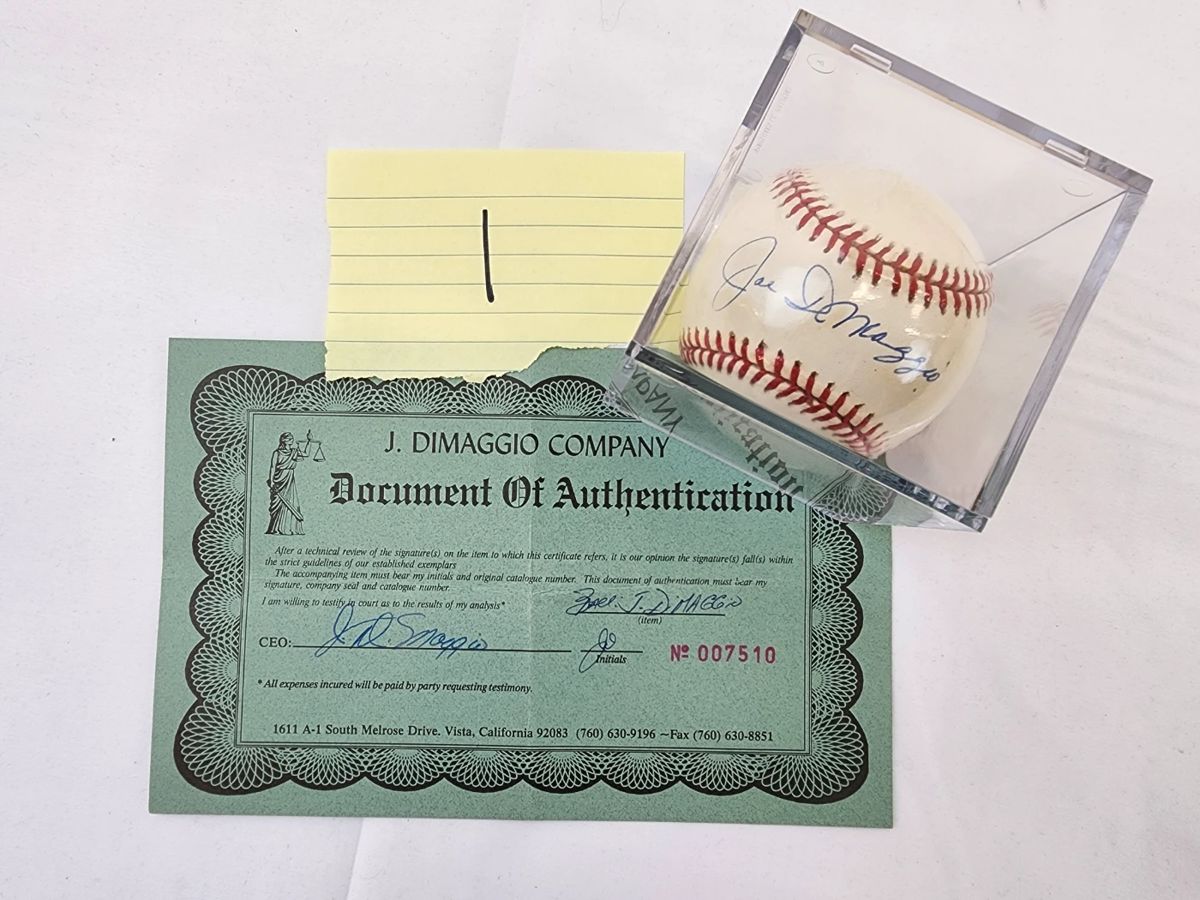 1
Joe DiMaggio
J. DIMAGGIO COMPANY
Document Of Authentication
After a technical review of the signature(s) on the item to which this certificate refers, it is our opinion the signature(s) fall(s) within
the strict guidelines of our established exemplars
The accompanying item must bear my initials and original catalogue number. This document of authentication must bear my
signature, company seal and catalogue number.
I am willing to testify in court as to the results of my analysis*
J. DiMAGGio
(item)
CEO: J. Di Maggio
JD
Initials
Nº 007510
* All expenses incured will be paid by party requesting testimony.
1611 A-1 South Melrose Drive. Vista, California 92083 (760) 630-9196 ~Fax (760) 630-8851